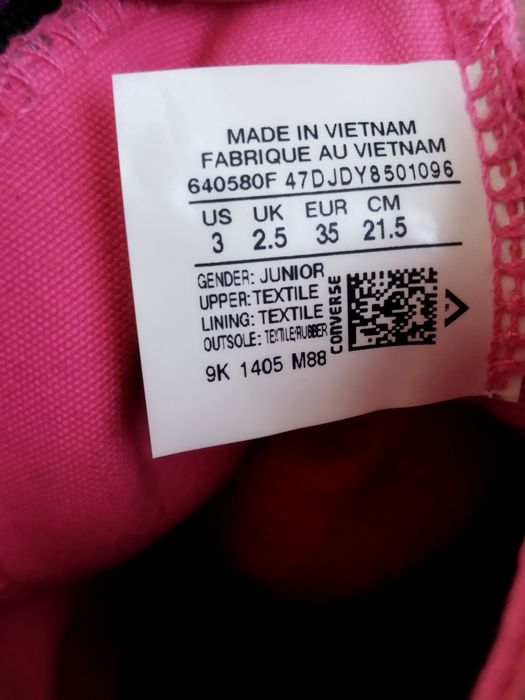 MADE IN VIETNAM
FABRIQUE AU VIETNAM
640580F 47DJDY8501096
US UK EUR CM
3 2.5 35 21.5
GENDER: JUNIOR
UPPER: TEXTILE
LINING: TEXTILE
OUTSOLE: TEXTILE/RUBBER
CONVERSE
9K 1405 M88